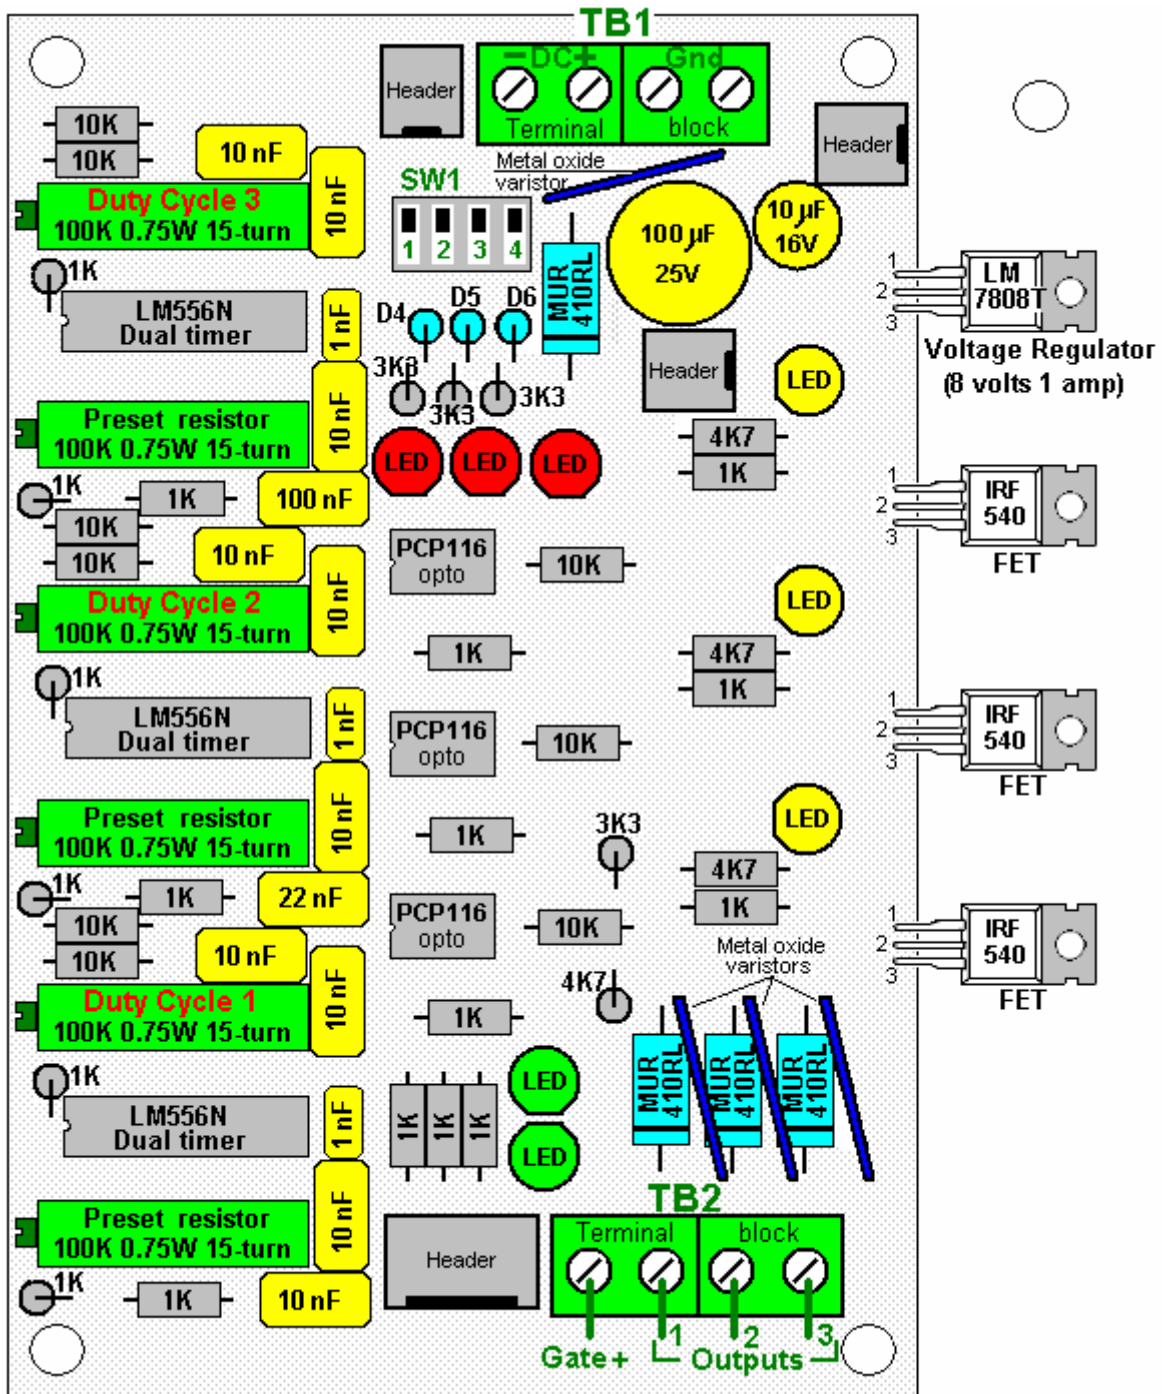 TB1
- DC+ Gnd
Terminal block
Header
Header
10K
10K
10 nF
10 nF
Metal oxide
varistor
SW1
1 2 3 4
Duty Cycle 3
100K 0.75W 15-turn
100 µF
25V
10 µF
16V
MUR
410RL
1K
LM556N
Dual timer
1 nF
D4
D5
D6
1
2
3
LM
7808T
Voltage Regulator
(8 volts 1 amp)
3K3
3K3
3K3
Header
LED
Preset resistor
100K 0.75W 15-turn
10 nF
LED
LED
LED
4K7
1K
1
2
3
IRF
540
FET
1K
1K
100 nF
10K
10K
10 nF
10 nF
PCP116
opto
10K
LED
Duty Cycle 2
100K 0.75W 15-turn
1K
4K7
1K
1K
LM556N
Dual timer
1 nF
PCP116
opto
10K
1
2
3
IRF
540
FET
Preset resistor
100K 0.75W 15-turn
10 nF
1K
3K3
LED
4K7
1K
1K
1K
22 nF
10K
10K
10 nF
10 nF
PCP116
opto
10K
Metal oxide
varistors
1
2
3
IRF
540
FET
Duty Cycle 1
100K 0.75W 15-turn
1K
4K7
MUR
410RL
MUR
410RL
MUR
410RL
1K
LM556N
Dual timer
1 nF
1K
1K
1K
LED
LED
Preset resistor
100K 0.75W 15-turn
10 nF
TB2
Terminal block
Header
1K
1K
10 nF
1 2 3
Gate + Outputs